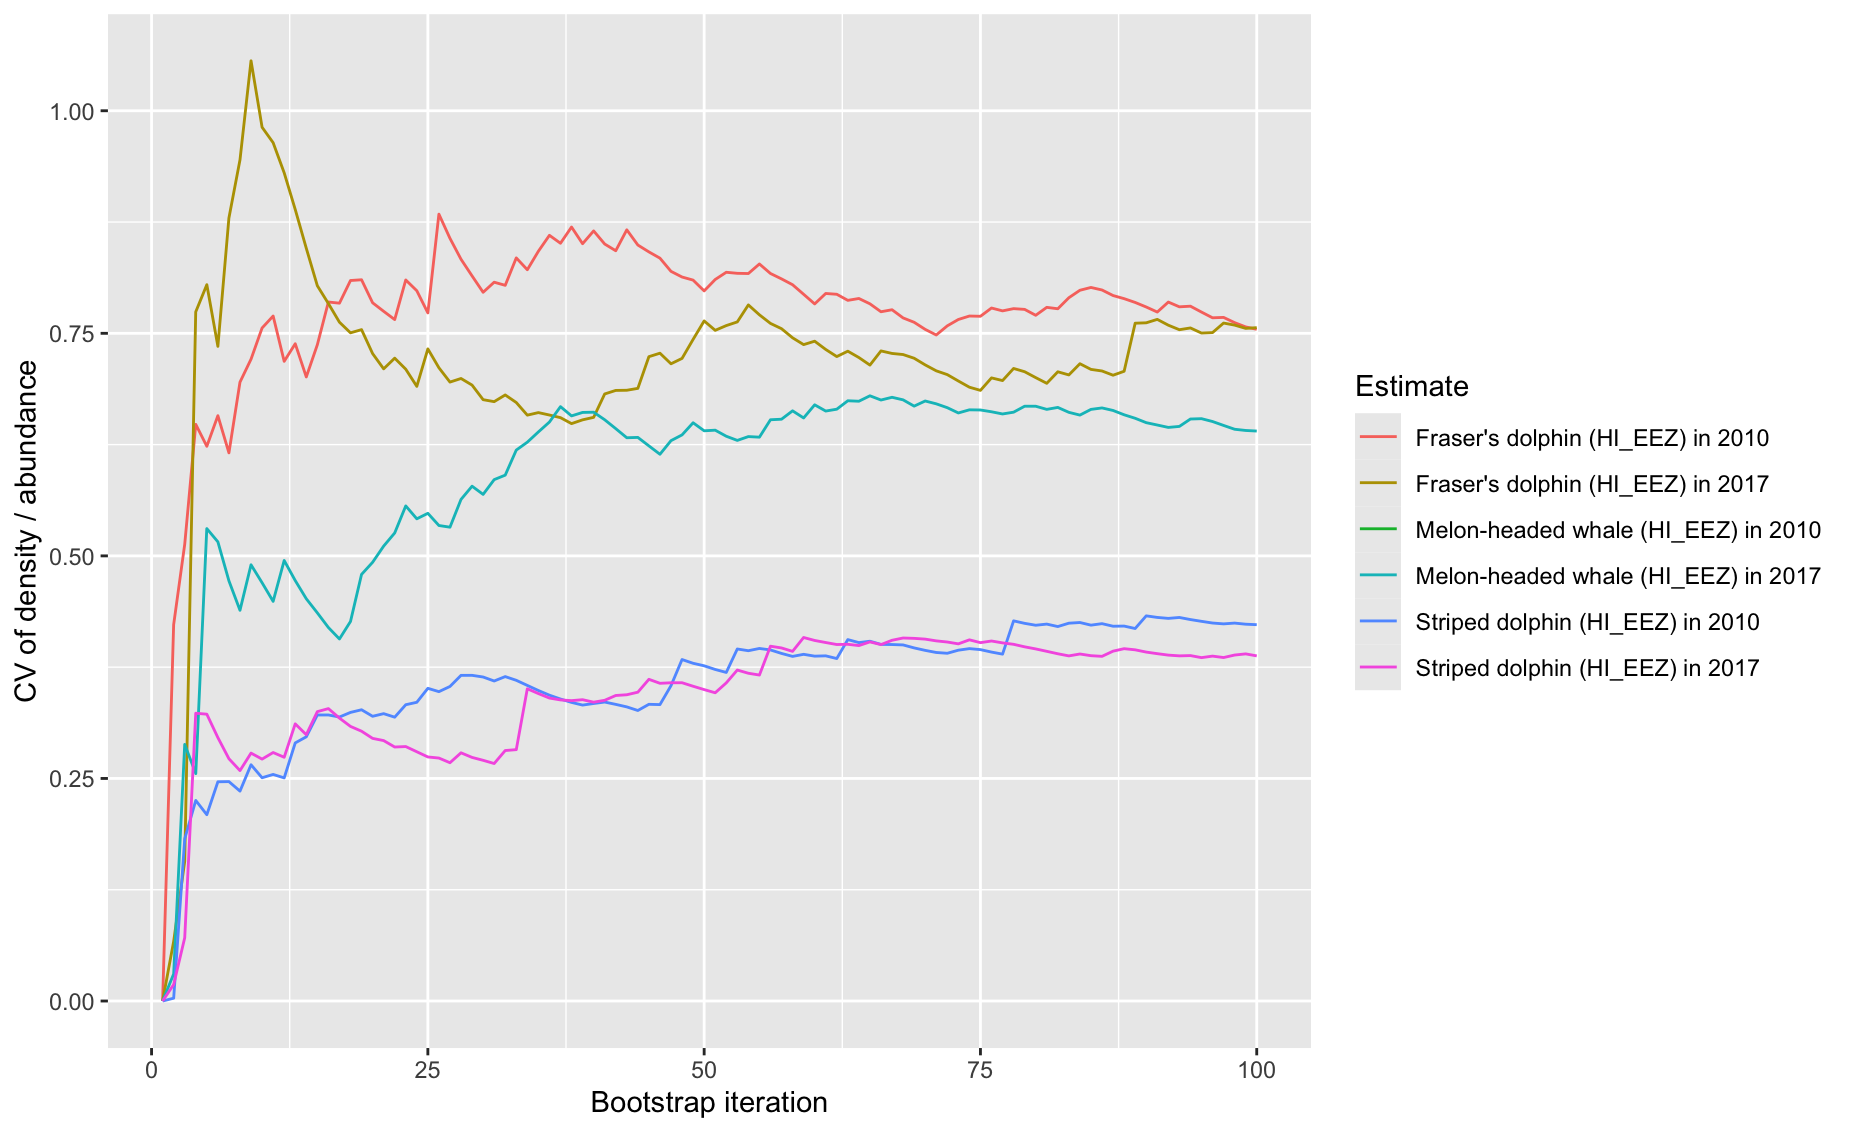 CV of density / abundance
1.00
0.75
0.50
0.25
0.00
0 25 50 75 100
Bootstrap iteration
Estimate
Fraser's dolphin (HI_EEZ) in 2010
Fraser's dolphin (HI_EEZ) in 2017
Melon-headed whale (HI_EEZ) in 2010
Melon-headed whale (HI_EEZ) in 2017
Striped dolphin (HI_EEZ) in 2010
Striped dolphin (HI_EEZ) in 2017